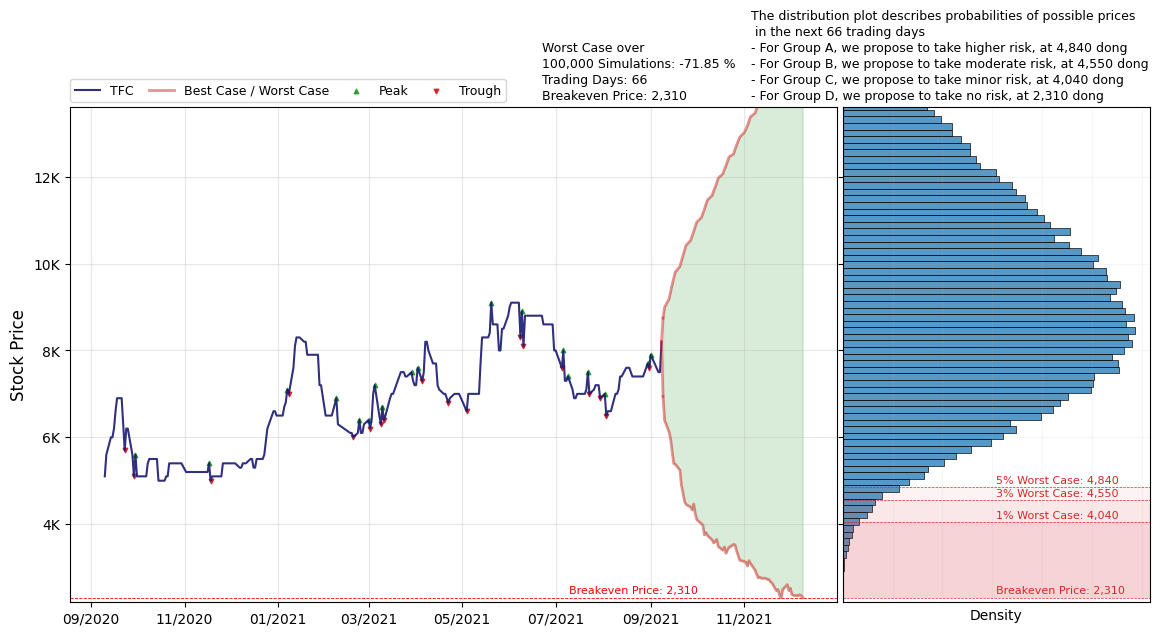 The distribution plot describes probabilities of possible prices
in the next 66 trading days
- For Group A, we propose to take higher risk, at 4,840 dong
- For Group B, we propose to take moderate risk, at 4,550 dong
- For Group C, we propose to take minor risk, at 4,040 dong
- For Group D, we propose to take no risk, at 2,310 dong
Worst Case over
100,000 Simulations: -71.85 %
Trading Days: 66
Breakeven Price: 2,310
TFC
Best Case / Worst Case
Peak
Trough
Stock Price
12K
10K
8K
6K
4K
Breakeven Price: 2,310
09/2020
11/2020
01/2021
03/2021
05/2021
07/2021
09/2021
11/2021
5% Worst Case: 4,840
3% Worst Case: 4,550
1% Worst Case: 4,040
Breakeven Price: 2,310
Density